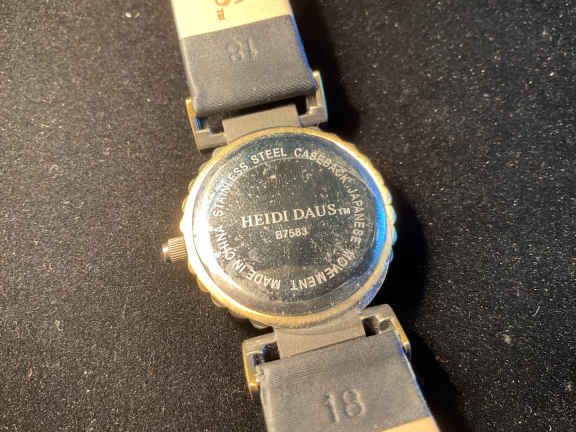 18
STAINLESS STEEL CASEBACK JAPANESE MOVEMENT MADE IN CHINA
HEIDI DAUS™
B7583
18